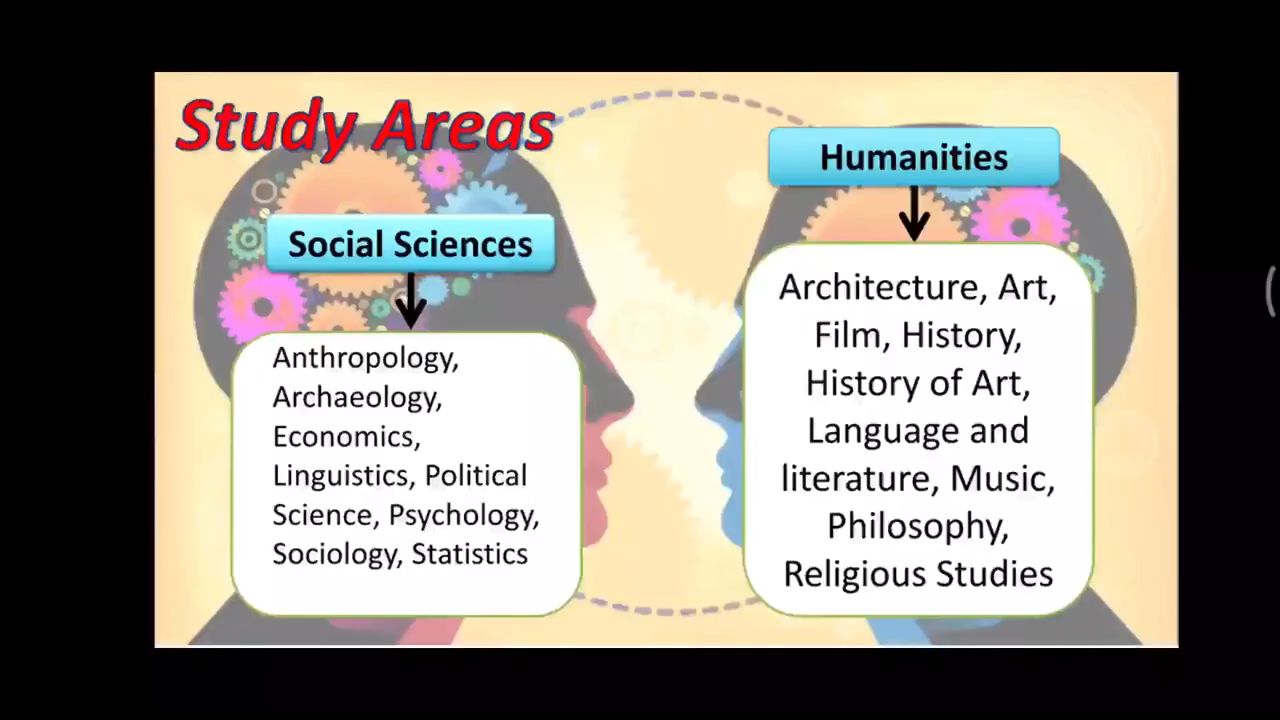 Study Areas
Social Sciences
Anthropology,
Archaeology,
Economics,
Linguistics, Political
Science, Psychology,
Sociology, Statistics
Humanities
Architecture, Art,
Film, History,
History of Art,
Language and
literature, Music,
Philosophy,
Religious Studies